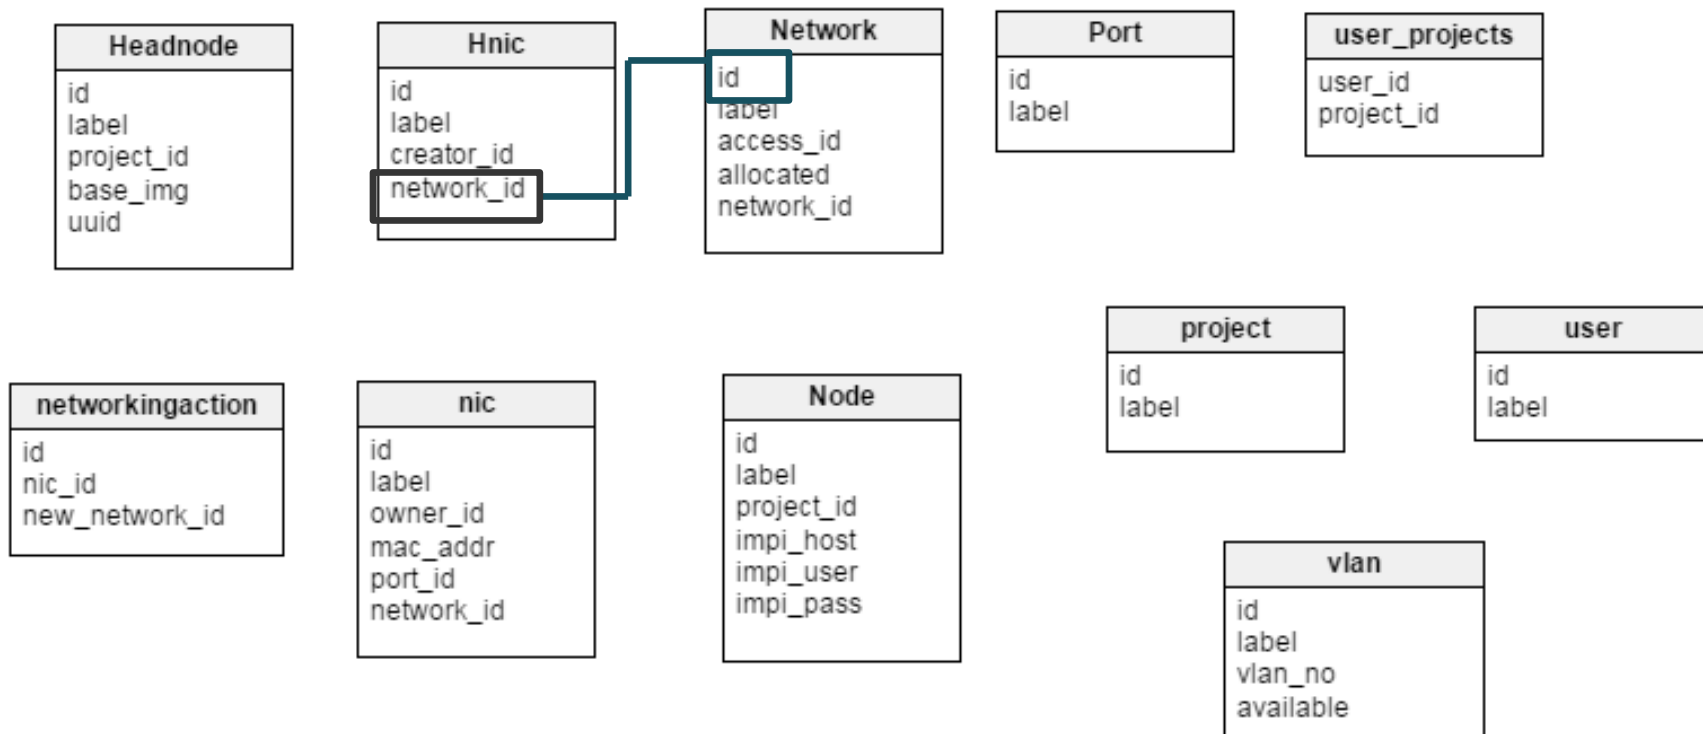 Headnode
id
label
project_id
base_img
uuid
Hnic
id
label
creator_id
network_id
Network
id
label
access_id
allocated
network_id
Port
id
label
user_projects
user_id
project_id
networkingaction
id
nic_id
new_network_id
nic
id
label
owner_id
mac_addr
port_id
network_id
Node
id
label
project_id
impi_host
impi_user
impi_pass
project
id
label
user
id
label
vlan
id
label
vlan_no
available